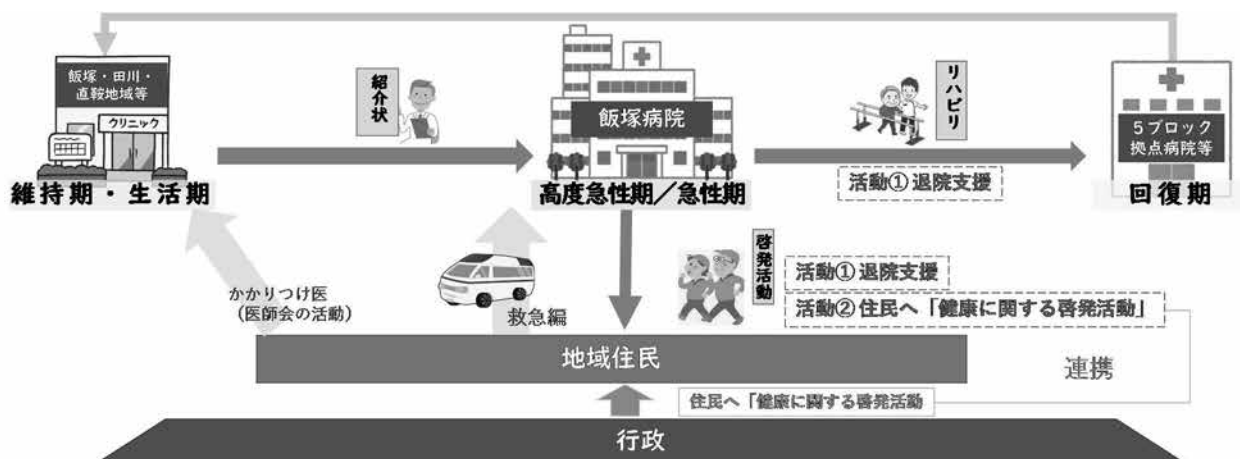 飯塚・田川・
直鞍地域等
クリニック
維持期・生活期
紹介状
飯塚病院
高度急性期／急性期
リハビリ
活動① 退院支援
5ブロック
拠点病院等
回復期
かかりつけ医
（医師会の活動）
救急編
啓発活動
活動① 退院支援
活動② 住民へ「健康に関する啓発活動」
地域住民
連携
住民へ「健康に関する啓発活動
行政